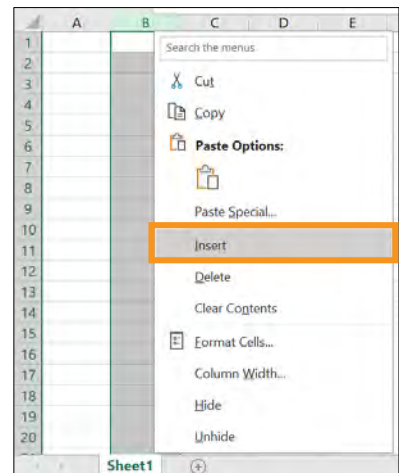 A B C D E
1
2
3
4
5
6
7
8
9
10
11
12
13
14
15
16
17
18
19
20
Search the menus
Cut
Copy
Paste Options:
Paste Special...
Insert
Delete
Clear Contents
Format Cells...
Column Width...
Hide
Unhide
Sheet1